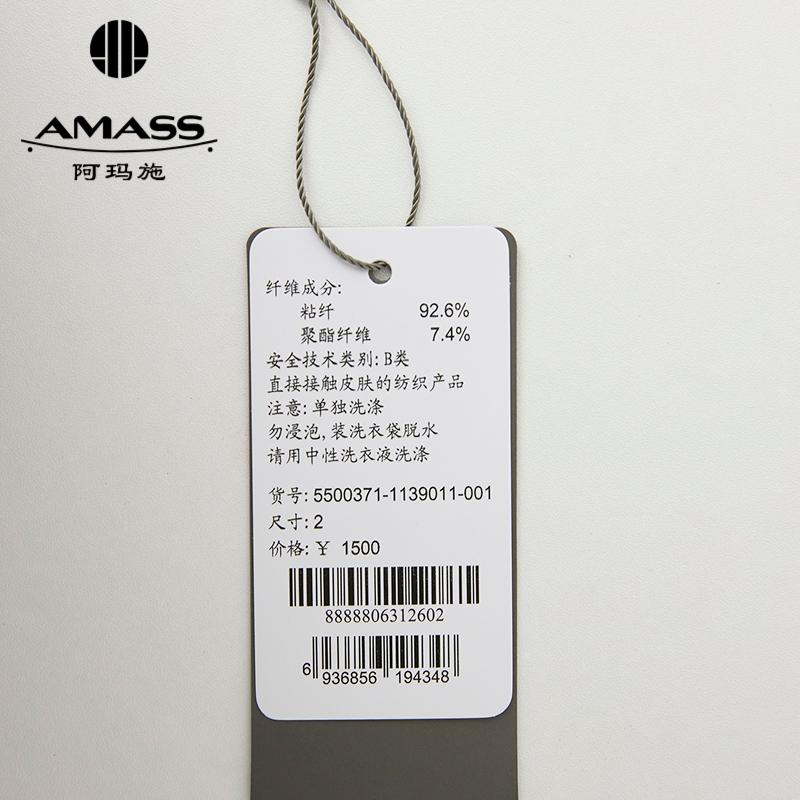 AMASS
阿玛施
纤维成分:
粘纤 92.6%
聚酯纤维 7.4%
安全技术类别: B类
直接接触皮肤的纺织产品
注意: 单独洗涤
勿浸泡, 装洗衣袋脱水
请用中性洗衣液洗涤
货号: 5500371-1139011-001
尺寸: 2
价格: ¥ 1500
8888806312602
6 936856 194348